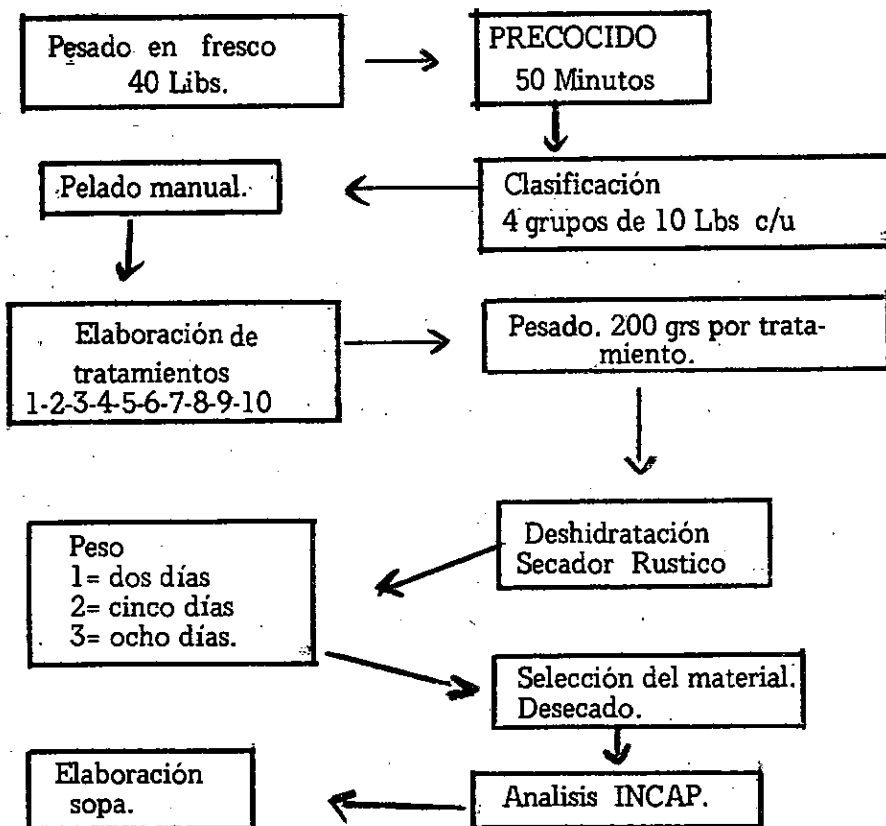 Pesado en fresco
40 Libs.
PRECOCIDO
50 Minutos
Clasificación
4 grupos de 10 Lbs c/u
Pelado manual.
Elaboración de
tratamientos
1-2-3-4-5-6-7-8-9-10
Pesado. 200 grs por trata-
miento.
Deshidratación
Secador Rustico
Peso
1= dos días
2= cinco días
3= ocho días.
Selección del material.
Desecado.
Analisis INCAP.
Elaboración
sopa.